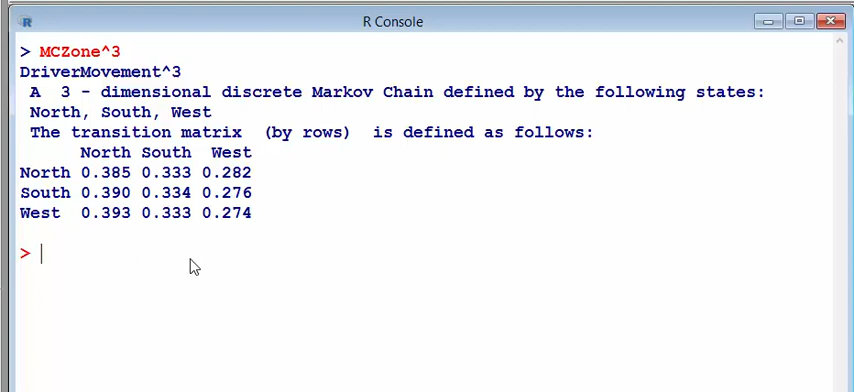 R Console
> MCZone^3
DriverMovement^3
A 3 - dimensional discrete Markov Chain defined by the following states:
North, South, West
The transition matrix (by rows) is defined as follows:
North South West
North 0.385 0.333 0.282
South 0.390 0.334 0.276
West 0.393 0.333 0.274
>